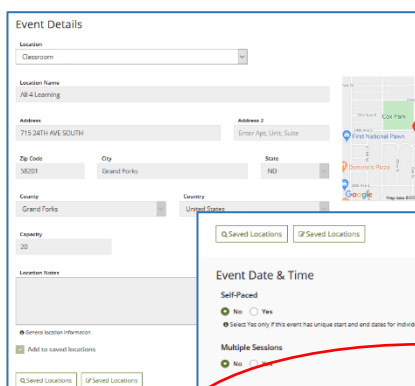 Event Details
Location
Classroom
Location Name
All 4 Learning
Address
Address 2
715 24TH AVE SOUTH
Enter Apt, Unit, Suite
Zip Code
City
State
58201
Grand Forks
ND
County
Country
Grand Forks
United States
Capacity
20
Location Notes
General location information
Add to saved locations
Saved Locations
Saved Locations
Cox Park
First National Pawn
Domino's Pizza
Google
Saved Locations
Saved Locations
Event Date & Time
Self-Paced
No
Yes
Select Yes only if this event has unique start and end dates for individ
Multiple Sessions
No
Yes